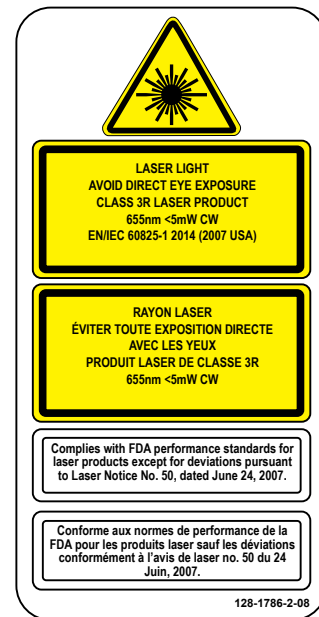 LASER LIGHT
AVOID DIRECT EYE EXPOSURE
CLASS 3R LASER PRODUCT
655nm <5mW CW
EN/IEC 60825-1 2014 (2007 USA)
RAYON LASER
ÉVITER TOUTE EXPOSITION DIRECTE
AVEC LES YEUX
PRODUIT LASER DE CLASSE 3R
655nm <5mW CW
Complies with FDA performance standards for
laser products except for deviations pursuant
to Laser Notice No. 50, dated June 24, 2007.
Conforme aux normes de performance de la
FDA pour les produits laser sauf les déviations
conformément à l'avis de laser no. 50 du 24
Juin, 2007.
128-1786-2-08